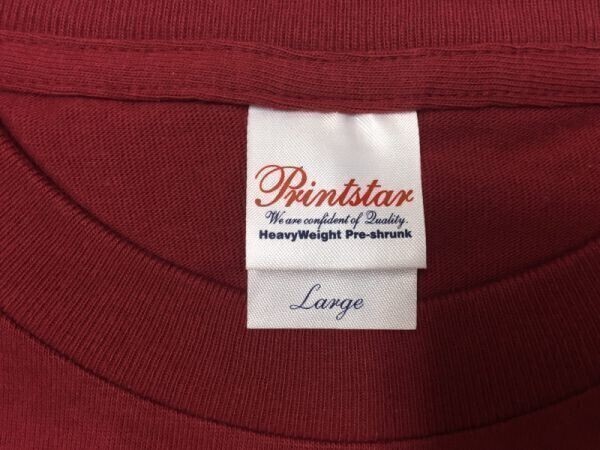 Printstar
We are confident of Quality.
HeavyWeight Pre-shrunk
Large